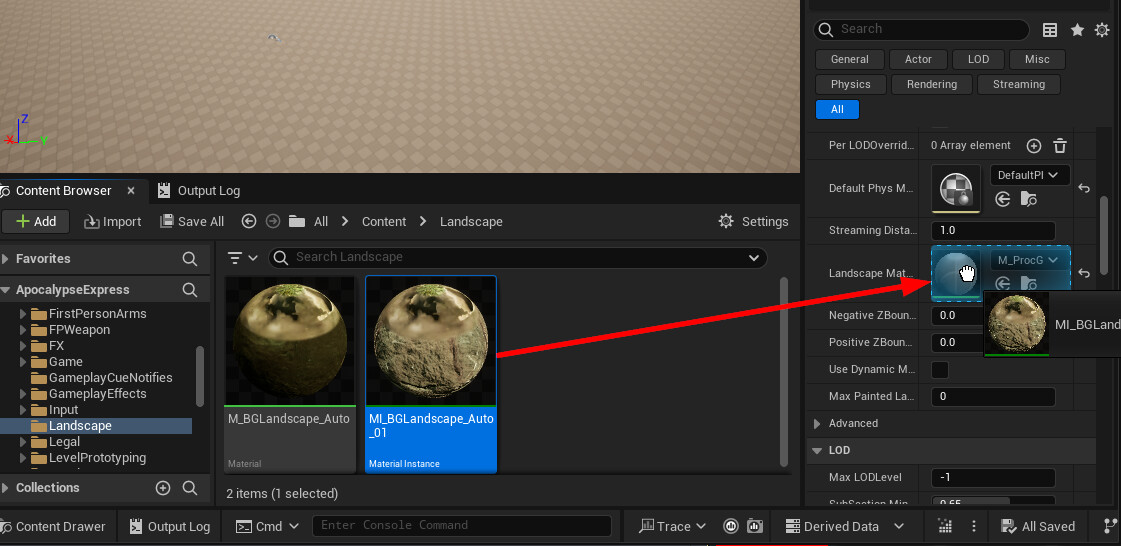 Search
General
Actor
LOD
Misc
Physics
Rendering
Streaming
All
Per LODOverrid...
0 Array element
Default Phys M...
DefaultPl
Streaming Dista...
1.0
Landscape Mat...
M_ProcG
Negative ZBoun...
0.0
Positive ZBoun...
0.0
Use Dynamic M...
Max Painted La...
0
Advanced
LOD
Max LODLevel
-1
SubSection Min
0.65
MI_BGLand
Z
X
Y
Content Browser
Output Log
Add
Import
Save All
All
Content
Landscape
Settings
Favorites
ApocalypseExpress
FirstPersonArms
FPWeapon
FX
Game
GameplayCueNotifies
GameplayEffects
Input
Landscape
Legal
LevelPrototyping
Collections
Search Landscape
M_BGLandscape_Auto
Material
MI_BGLandscape_Auto
_01
Material Instance
2 items (1 selected)
Content Drawer
Output Log
Cmd
Enter Console Command
Trace
Derived Data
All Saved